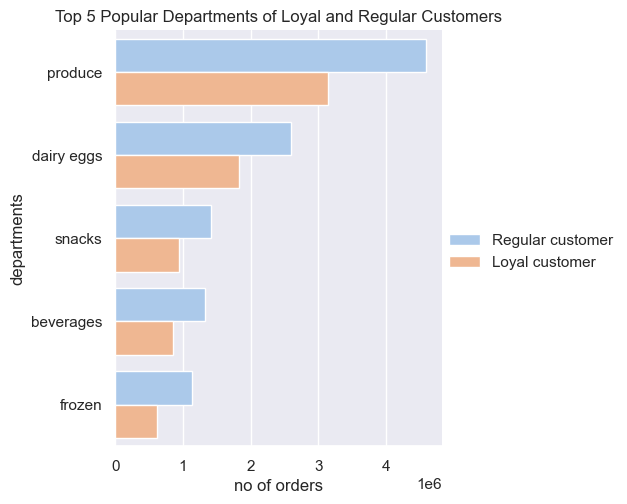 Top 5 Popular Departments of Loyal and Regular Customers
produce
dairy eggs
snacks
beverages
frozen
departments
0 1 2 3 4
1e6
no of orders
Regular customer
Loyal customer